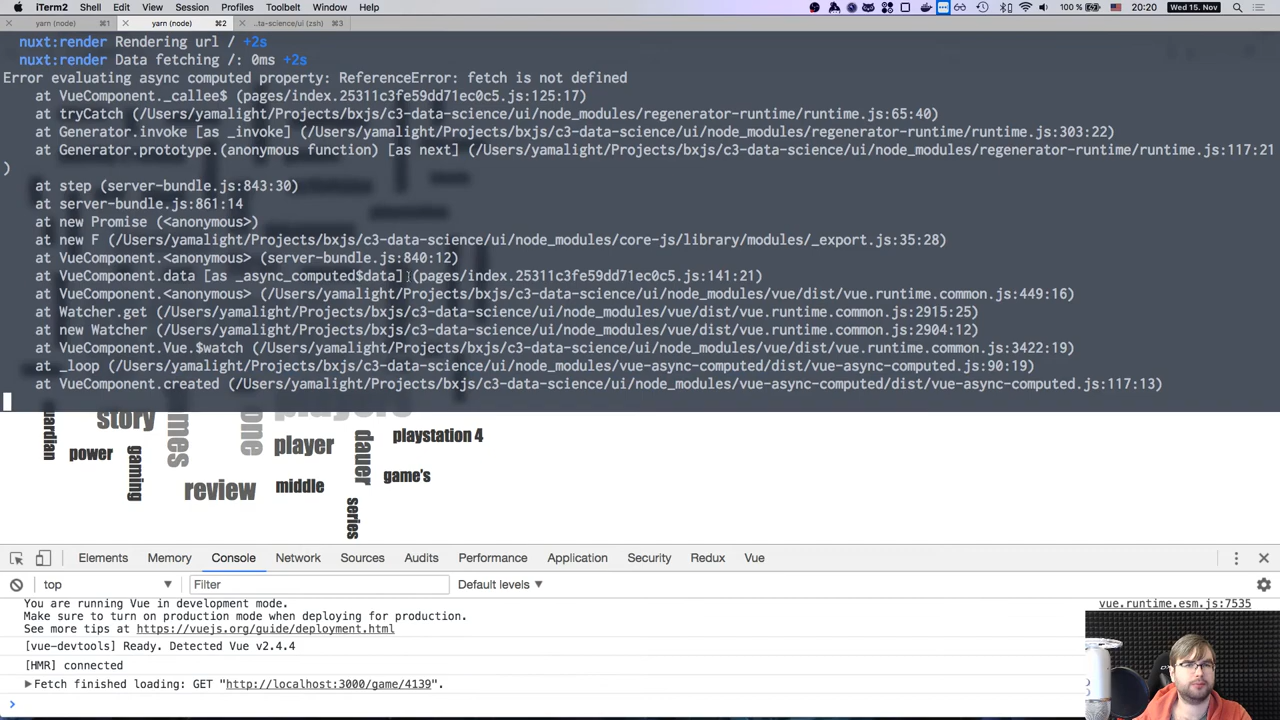 iTerm2 Shell Edit View Session Profiles Toolbelt Window Help 100 % Wed 15. Nov 20:20
yarn (node) ⌘1 yarn (node) ⌘2 ..ta-science/ui (zsh) ⌘3
nuxt:render Rendering url / +2s
nuxt:render Data fetching /: 0ms +2s
Error evaluating async computed property: ReferenceError: fetch is not defined
at VueComponent._callee$ (pages/index.25311c3fe59dd71ec0c5.js:125:17)
at tryCatch (/Users/yamalight/Projects/bxjs/c3-data-science/ui/node_modules/regenerator-runtime/runtime.js:65:40)
at Generator.invoke [as _invoke] (/Users/yamalight/Projects/bxjs/c3-data-science/ui/node_modules/regenerator-runtime/runtime.js:303:22)
at Generator.prototype.(anonymous function) [as next] (/Users/yamalight/Projects/bxjs/c3-data-science/ui/node_modules/regenerator-runtime/runtime.js:117:21
)
at step (server-bundle.js:843:30)
at server-bundle.js:861:14
at new Promise (<anonymous>)
at new F (/Users/yamalight/Projects/bxjs/c3-data-science/ui/node_modules/core-js/library/modules/_export.js:35:28)
at VueComponent.<anonymous> (server-bundle.js:840:12)
at VueComponent.data [as _async_computed$data] (pages/index.25311c3fe59dd71ec0c5.js:141:21)
at VueComponent.<anonymous> (/Users/yamalight/Projects/bxjs/c3-data-science/ui/node_modules/vue/dist/vue.runtime.common.js:449:16)
at Watcher.get (/Users/yamalight/Projects/bxjs/c3-data-science/ui/node_modules/vue/dist/vue.runtime.common.js:2915:25)
at new Watcher (/Users/yamalight/Projects/bxjs/c3-data-science/ui/node_modules/vue/dist/vue.runtime.common.js:2904:12)
at VueComponent.Vue.$watch (/Users/yamalight/Projects/bxjs/c3-data-science/ui/node_modules/vue/dist/vue.runtime.common.js:3422:19)
at _loop (/Users/yamalight/Projects/bxjs/c3-data-science/ui/node_modules/vue-async-computed/dist/vue-async-computed.js:90:19)
at VueComponent.created (/Users/yamalight/Projects/bxjs/c3-data-science/ui/node_modules/vue-async-computed/dist/vue-async-computed.js:117:13)
story
one
players
player
playstation 4
power
gaming
dauer
game's
review
middle
series
Elements Memory Console Network Sources Audits Performance Application Security Redux Vue
top Filter Default levels
You are running Vue in development mode. vue.runtime.esm.js:7535
Make sure to turn on production mode when deploying for production.
See more tips at https://vuejs.org/guide/deployment.html
[vue-devtools] Ready. Detected Vue v2.4.4
[HMR] connected
Fetch finished loading: GET "http://localhost:3000/game/4139".